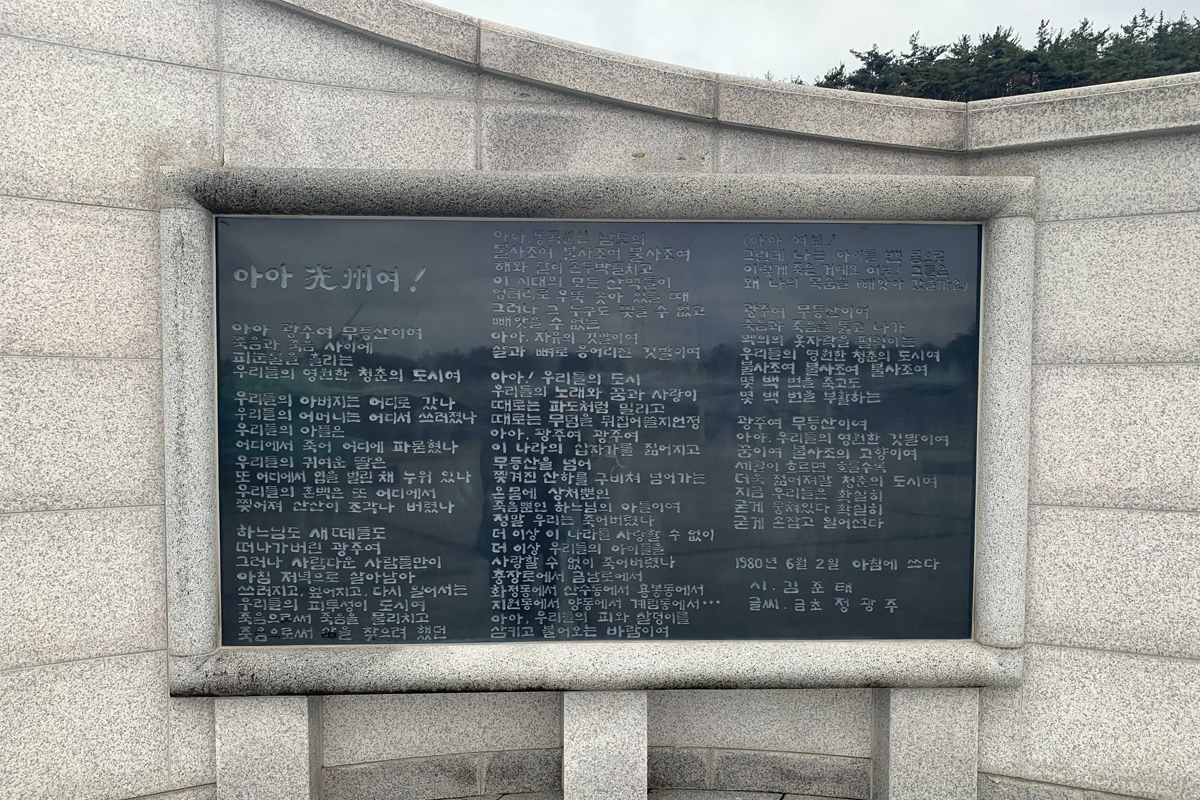 아아 光州여!
아아, 광주여 무등산이여
죽음과 죽음 사이에
피눈물을 흘리는
우리들의 영원한 청춘의 도시여
우리들의 아버지는 어디로 갔나
우리들의 어머니는 어디서 쓰러졌나
우리들의 아들은
어디에서 죽어 어디에 파묻혔나
우리들의 귀여운 딸은
또 어디에서 입을 벌린 채 누워 있나
우리들의 혼백은 또 어디에서
찢어져 산산이 조각나 버렸나
하느님도 새떼들도
떠나가버린 광주여
그러나 사람다운 사람들만이
아침 저녁으로 살아남아
쓰러지고, 엎어지고, 다시 일어서는
우리들의 피투성이 도시여
죽음으로써 죽음을 물리치고
죽음으로써 삶을 찾으려 했던
아아, 통곡뿐인 남도의
불사조여 불사조여 불사조여
해와 달이 곤두박질치고
이 시대의 모든 산맥들이
엉터리로 우뚝 솟아 있을 때
그러나 그 누구도 찢을 수 없고
빼앗을 수 없는
아아, 자유의 깃발이여
살과 뼈로 응어리진 깃발이여
아아! 우리들의 도시
우리들의 노래와 꿈과 사랑이
때로는 파도처럼 밀리고
때로는 무덤을 뒤집어쓸지언정
아아, 광주여 광주여
이 나라의 십자가를 짊어지고
무등산을 넘어
찢겨진 산하를 구비쳐 넘어가는
온몸에 상처뿐인
죽음뿐인 하느님의 아들이여
정말 우리는 죽어버렸나
더 이상 이 나라를 사랑할 수 없이
더 이상 우리들의 아이들을
사랑할 수 없이 죽어버렸나
충장로에서 금남로에서
화정동에서 산수동에서 용봉동에서
지원동에서 양동에서 계림동에서…
아아, 우리들의 피와 살덩이를
삼키고 불어오는 바람이여
(아아, 여보!
그런데 나는 아이를 밴 몸으로
이렇게 죽은 거예요 여보!
왜 나의 목숨을 빼앗아 갔을까요)
광주여 무등산이여
죽음과 죽음을 뚫고 나가
백의의 옷자락을 펄럭이는
우리들의 영원한 청춘의 도시여
불사조여 불사조여 불사조여
몇 백 번을 죽고도
몇 백 번을 부활하는
광주여 무등산이여
아아, 우리들의 영원한 깃발이여
꿈이여 불사조의 고향이여
세월이 흐르면 흐를수록
더욱 젊어져갈 청춘의 도시여
지금 우리들은 확실히
굳게 뭉쳐있다 확실히
굳게 손잡고 일어선다
1980년 6월 2일 아침에 쓰다
시. 김 준 태
글씨. 금초 정 광 주